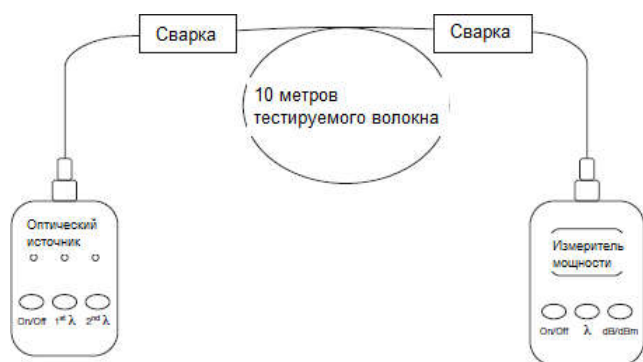 Сварка
Сварка
10 метров
тестируемого волокна
Оптический
источник
On/Off 1st λ 2nd λ
Измеритель
мощности
On/Off λ dB/dBm